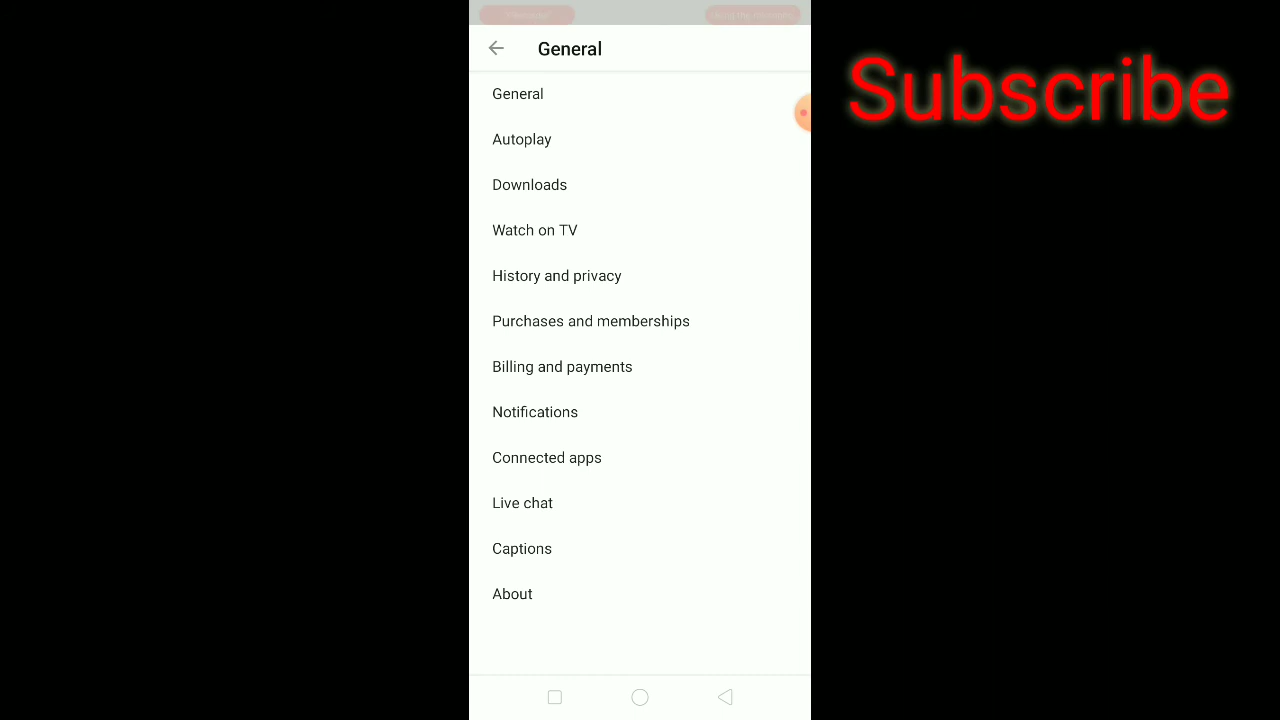 General
Subscribe
General
Autoplay
Downloads
Watch on TV
History and privacy
Purchases and memberships
Billing and payments
Notifications
Connected apps
Live chat
Captions
About